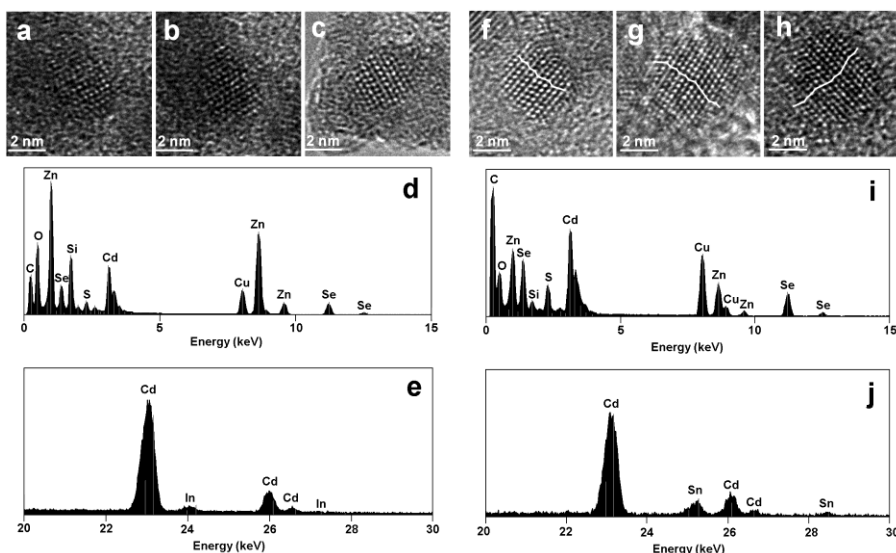 a b c f g h
2 nm 2 nm 2 nm 2 nm 2 nm 2 nm
d
Zn
Zn
O
Si
Cd
C
Se
S
Cu
Zn
Se
Se
0 5 10 15
Energy (keV)
i
C
Cd
Zn
Se
Cu
O
S
Zn
Se
Si
Cu
Zn
Se
0 5 10 15
Energy (keV)
e
Cd
In
Cd
Cd
In
20 22 24 26 28 30
Energy (keV)
j
Cd
Sn
Cd
Cd
Sn
20 22 24 26 28 30
Energy (keV)